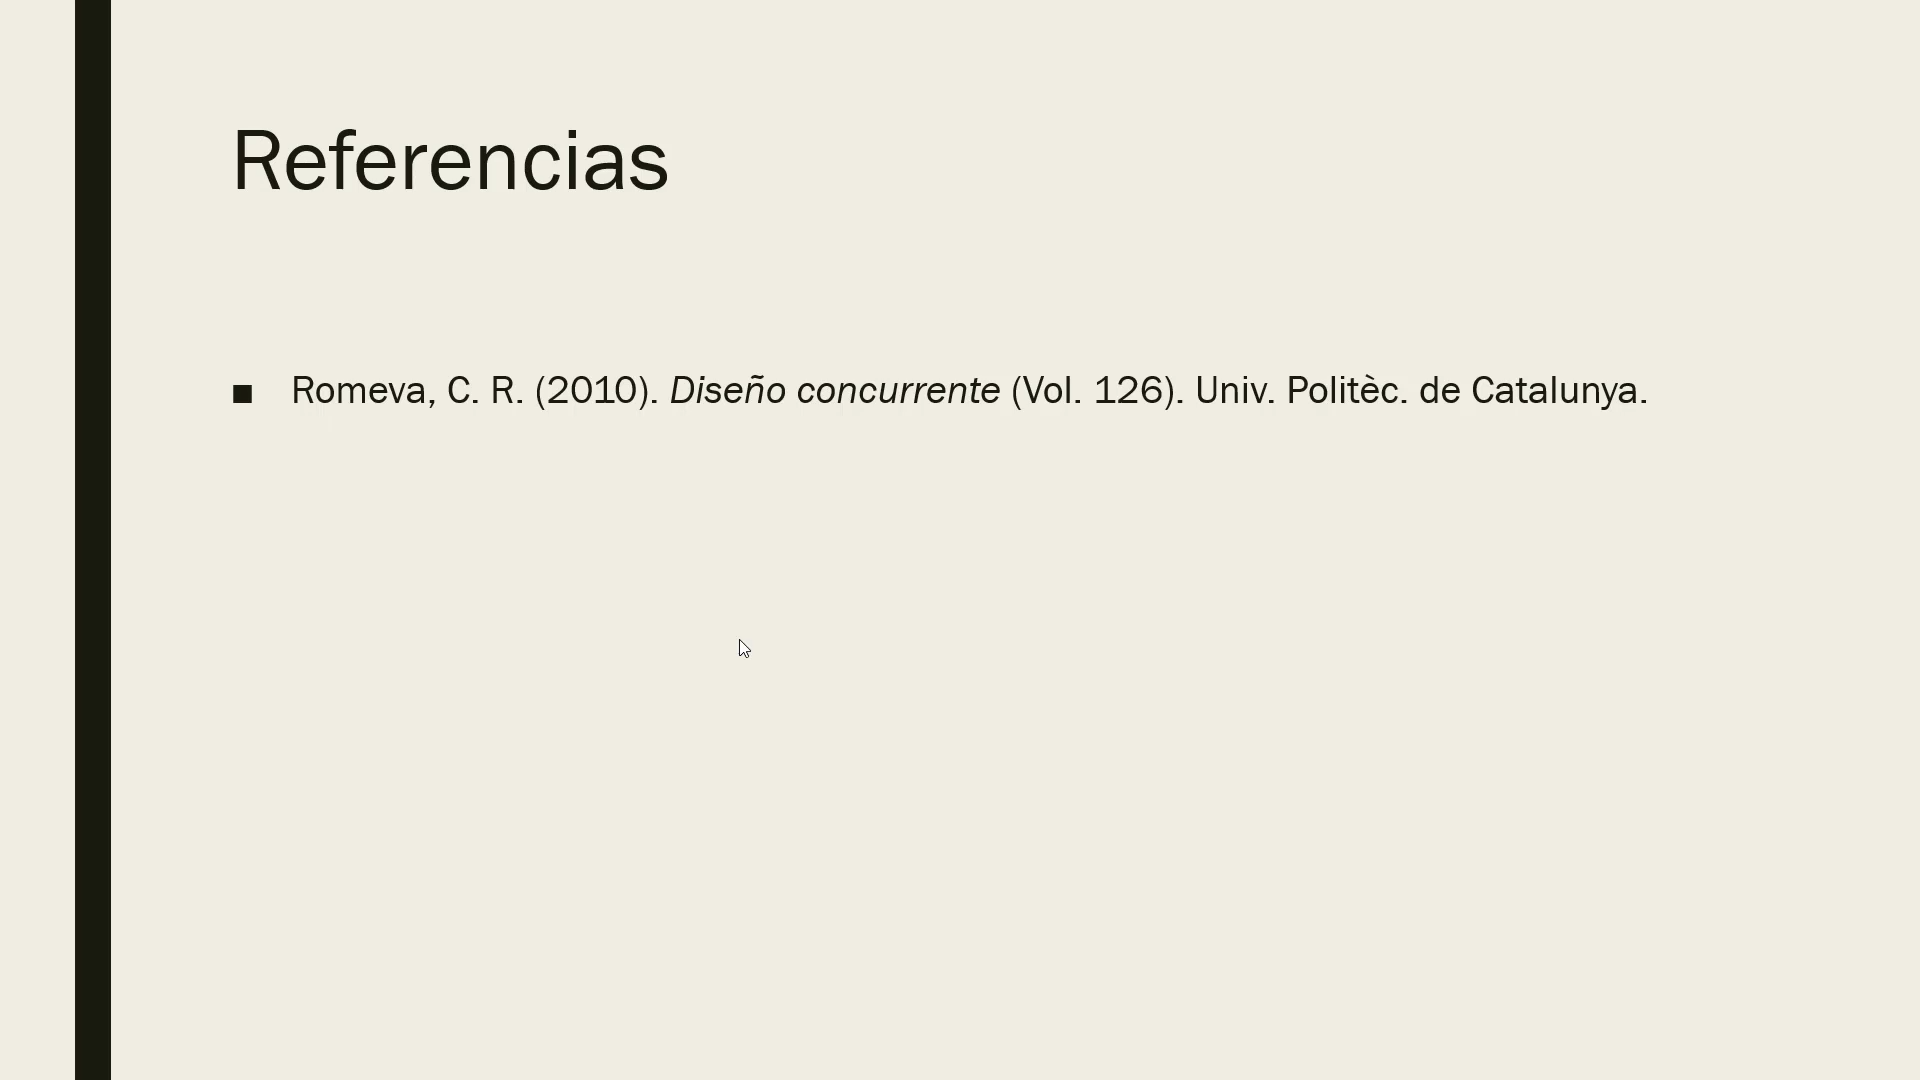 Referencias
■ Romeva, C. R. (2010). Diseño concurrente (Vol. 126). Univ. Politèc. de Catalunya.